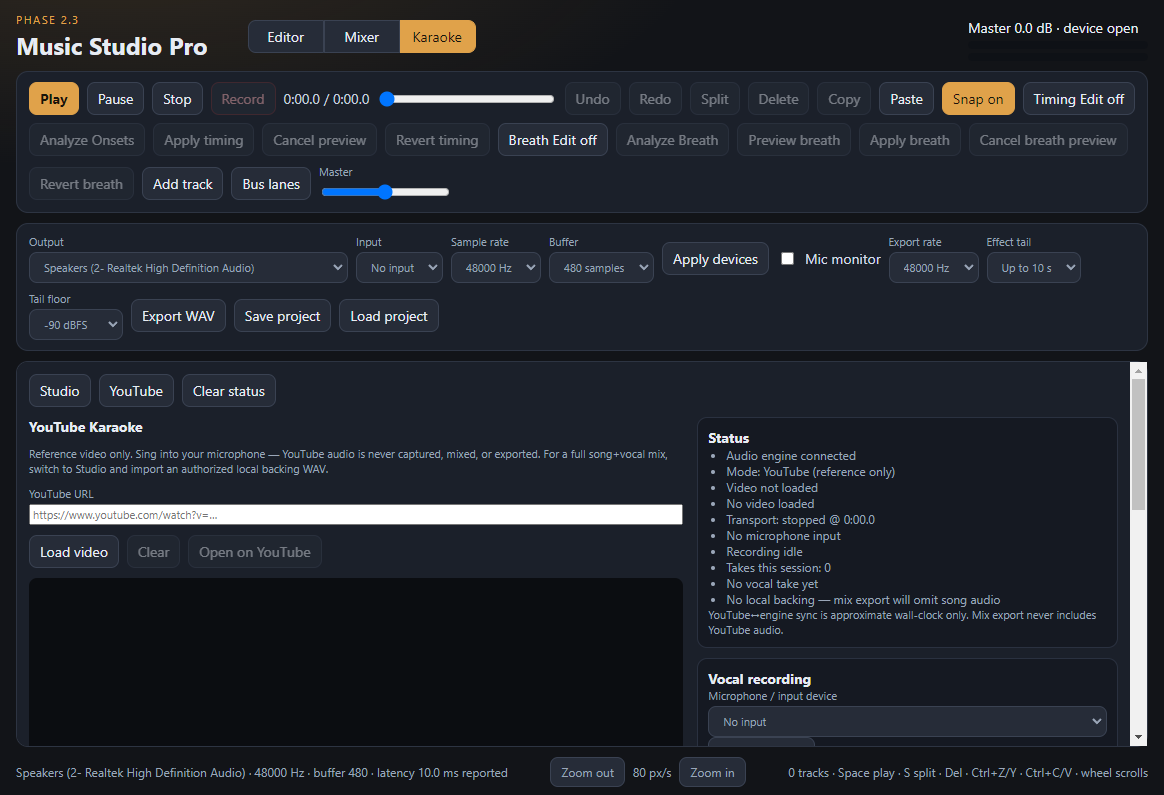 PHASE 2.3
Music Studio Pro
Editor Mixer Karaoke
Master 0.0 dB · device open
Play Pause Stop Record 0:00.0 / 0:00.0 Undo Redo Split Delete Copy Paste Snap on Timing Edit off
Analyze Onsets Apply timing Cancel preview Revert timing Breath Edit off Analyze Breath Preview breath Apply breath Cancel breath preview
Revert breath Add track Bus lanes Master
Output Input Sample rate Buffer Export rate Effect tail
Speakers (2- Realtek High Definition Audio) No input 48000 Hz 480 samples Apply devices Mic monitor 48000 Hz Up to 10 s
Tail floor
-90 dBFS Export WAV Save project Load project
Studio YouTube Clear status
YouTube Karaoke
Reference video only. Sing into your microphone — YouTube audio is never captured, mixed, or exported. For a full song+vocal mix,
switch to Studio and import an authorized local backing WAV.
YouTube URL
https://www.youtube.com/watch?v=...
Load video Clear Open on YouTube
Status
• Audio engine connected
• Mode: YouTube (reference only)
• Video not loaded
• No video loaded
• Transport: stopped @ 0:00.0
• No microphone input
• Recording idle
• Takes this session: 0
• No vocal take yet
• No local backing — mix export will omit song audio
YouTube↔engine sync is approximate wall-clock only. Mix export never includes
YouTube audio.
Vocal recording
Microphone / input device
No input
Speakers (2- Realtek High Definition Audio) · 48000 Hz · buffer 480 · latency 10.0 ms reported
Zoom out 80 px/s Zoom in
0 tracks · Space play · S split · Del · Ctrl+Z/Y · Ctrl+C/V · wheel scrolls